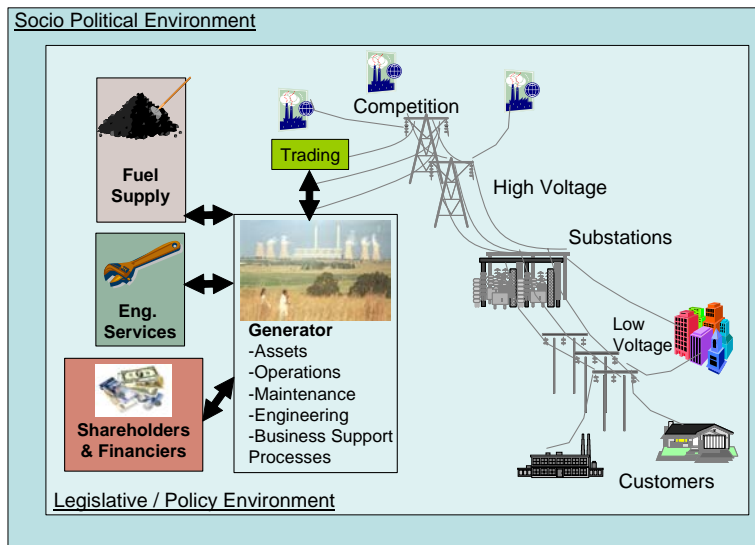 Socio Political Environment
Competition
Trading
Fuel
Supply
High Voltage
Substations
Eng.
Services
Low
Voltage
Generator
-Assets
-Operations
-Maintenance
-Engineering
-Business Support
Processes
Shareholders
& Financiers
Customers
Legislative / Policy Environment